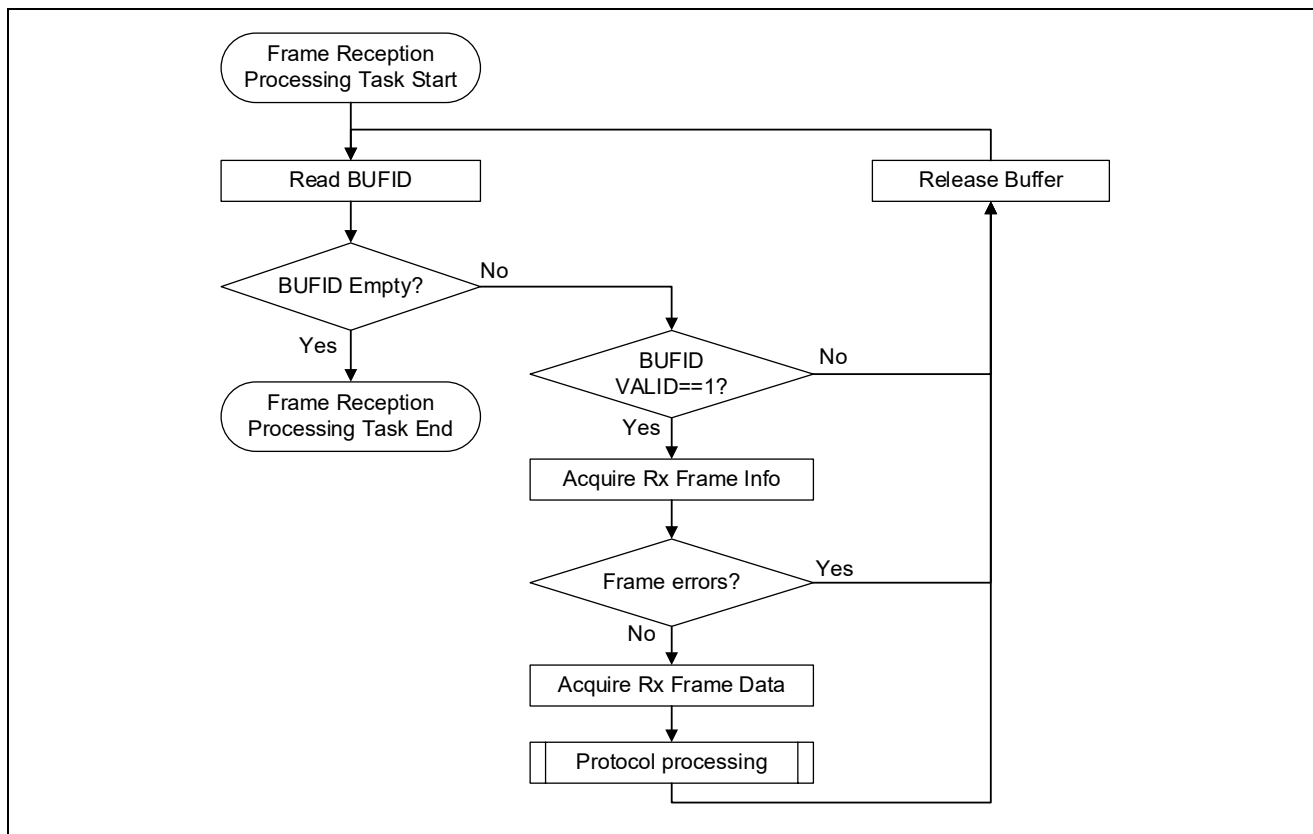 Frame Reception
Processing Task Start
Read BUFID
Release Buffer
BUFID Empty?
No
Yes
BUFID
VALID==1?
No
Frame Reception
Processing Task End
Yes
Acquire Rx Frame Info
Frame errors?
Yes
No
Acquire Rx Frame Data
Protocol processing